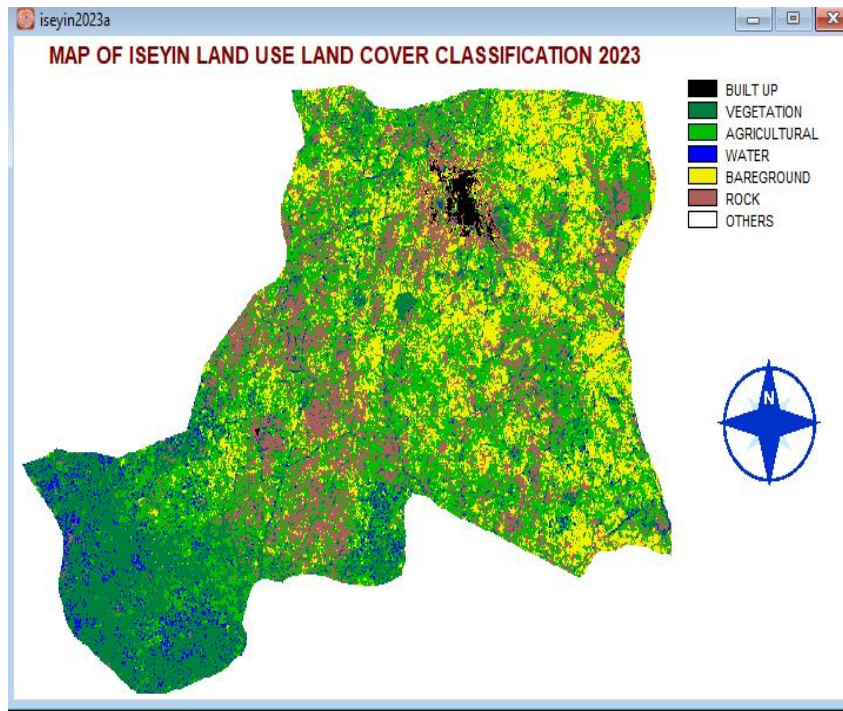 iseyin2023a
MAP OF ISEYIN LAND USE LAND COVER CLASSIFICATION 2023
BUILT UP
VEGETATION
AGRICULTURAL
WATER
BAREGROUND
ROCK
OTHERS
N